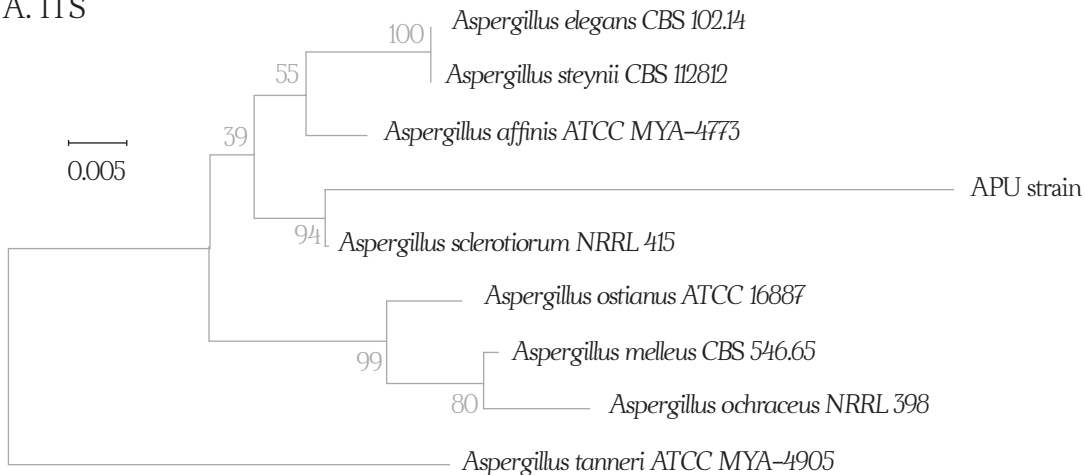 A. ITS
Aspergillus elegans CBS 102.14
100
Aspergillus steynii CBS 112812
55
Aspergillus affinis ATCC MYA-4773
39
0.005
APU strain
94
Aspergillus sclerotiorum NRRL 415
Aspergillus ostianus ATCC 16887
Aspergillus melleus CBS 546.65
99
80
Aspergillus ochraceus NRRL 398
Aspergillus tanneri ATCC MYA-4905